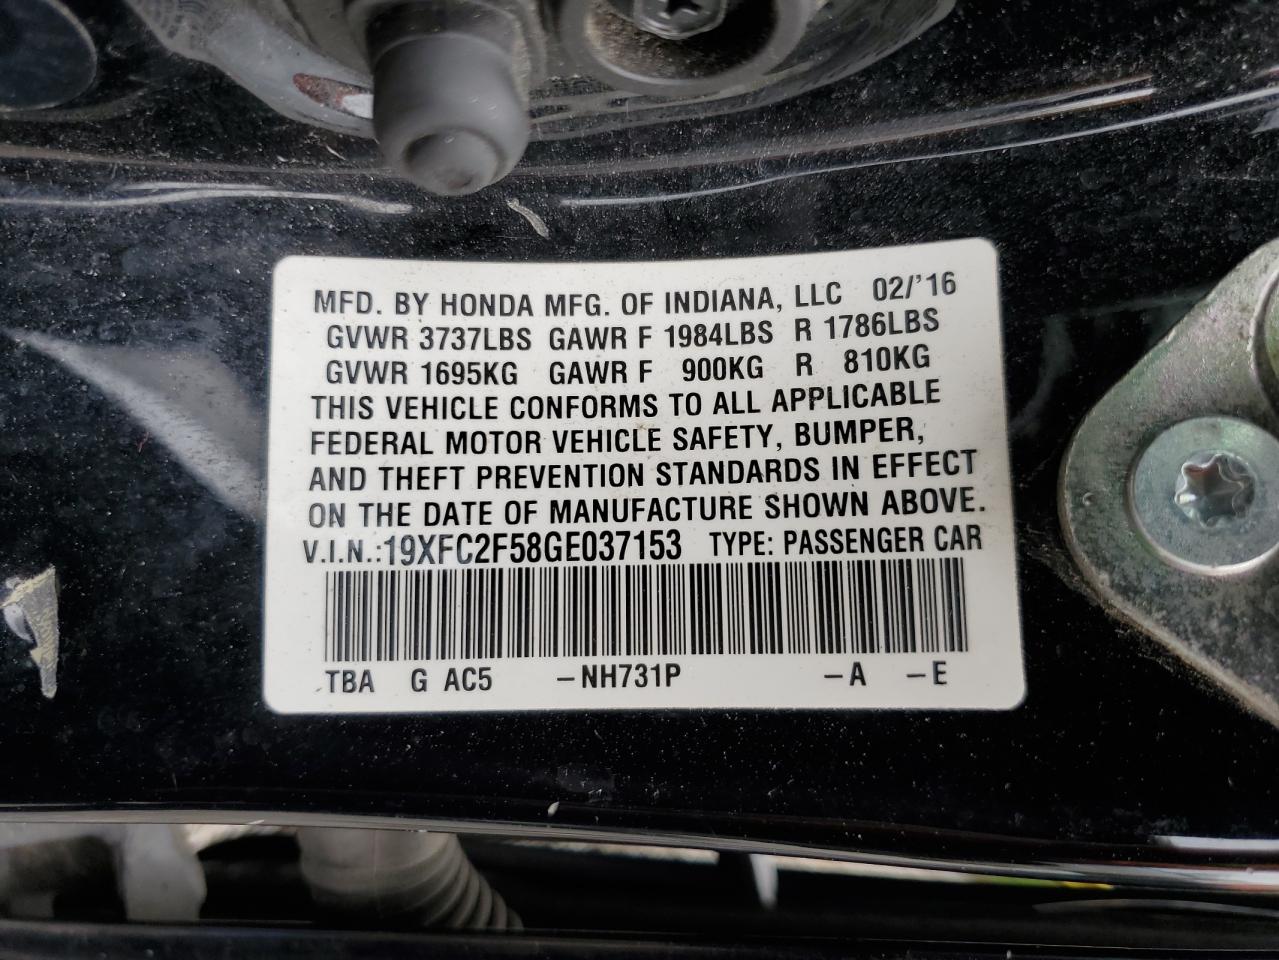 MFD. BY HONDA MFG. OF INDIANA, LLC 02/'16
GVWR 3737LBS GAWR F 1984LBS R 1786LBS
GVWR 1695KG GAWR F 900KG R 810KG
THIS VEHICLE CONFORMS TO ALL APPLICABLE
FEDERAL MOTOR VEHICLE SAFETY, BUMPER,
AND THEFT PREVENTION STANDARDS IN EFFECT
ON THE DATE OF MANUFACTURE SHOWN ABOVE.
V.I.N.:19XFC2F58GE037153 TYPE: PASSENGER CAR
TBA G AC5 –NH731P –A –E